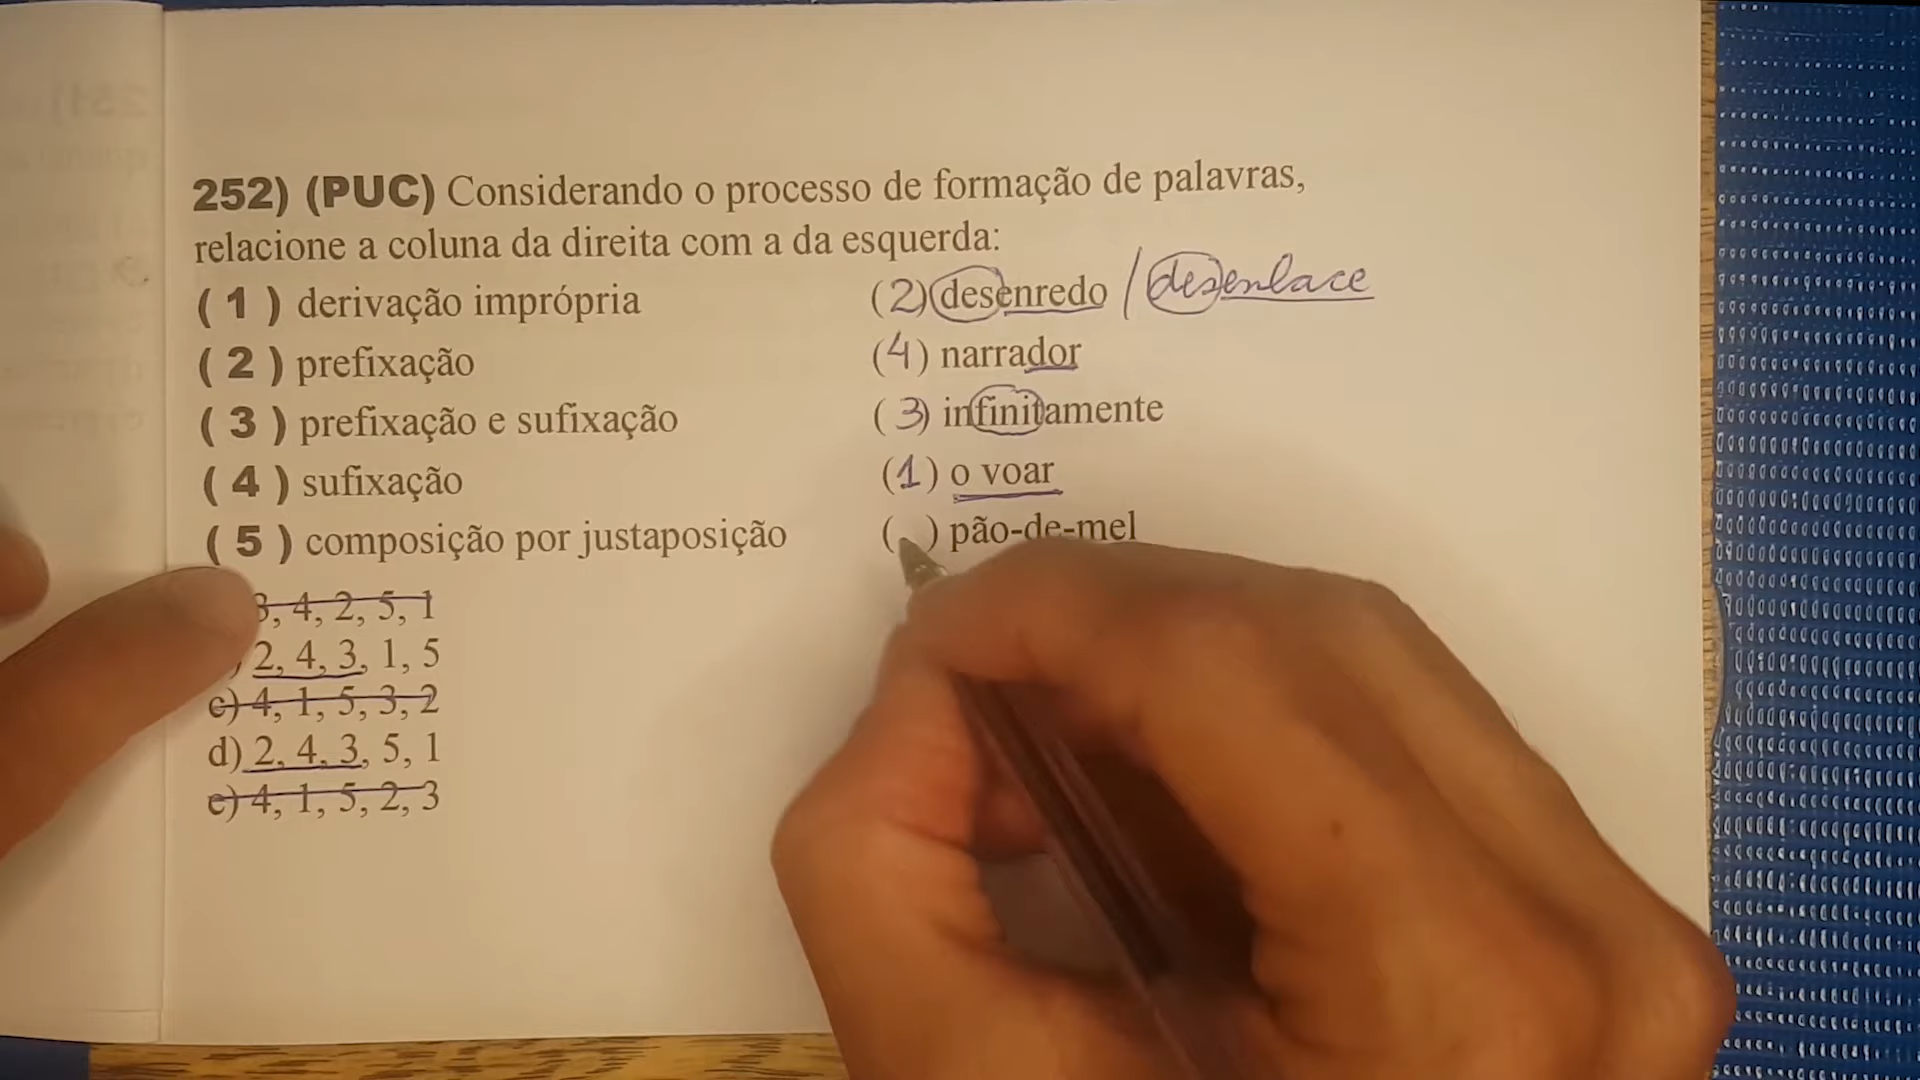 252) (PUC) Considerando o processo de formação de palavras,
relacione a coluna da direita com a da esquerda:
( 1 ) derivação imprópria (2) desenredo / desenlace
( 2 ) prefixação (4) narrador
( 3 ) prefixação e sufixação (3) infinitamente
( 4 ) sufixação (1) o voar
( 5 ) composição por justaposição ( ) pão-de-mel
3, 4, 2, 5, 1
) 2, 4, 3, 1, 5
c) 4, 1, 5, 3, 2
d) 2, 4, 3, 5, 1
e) 4, 1, 5, 2, 3